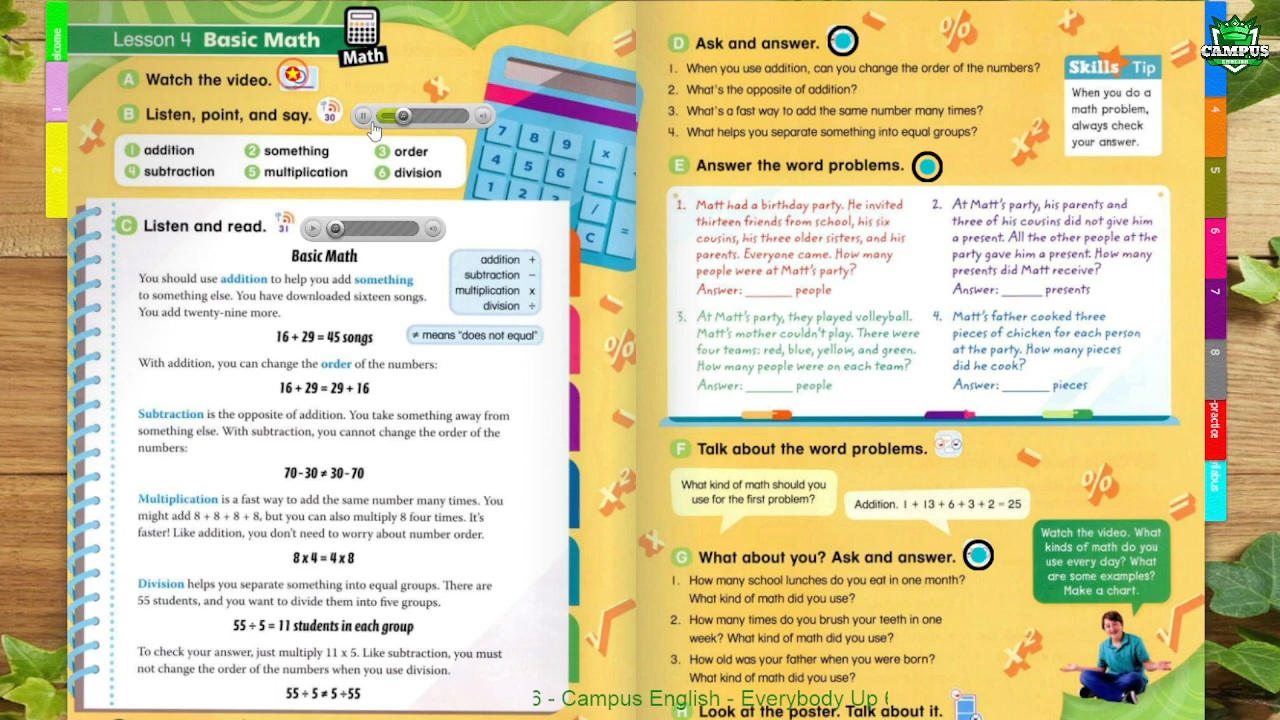 Lesson 4 Basic Math
Math
A Watch the video.
B Listen, point, and say.
30
1 addition 2 something 3 order
4 subtraction 5 multiplication 6 division
7 8 9 x
4 5 6 -
1 2
/
C =
C Listen and read.
31
Basic Math
You should use addition to help you add something
to something else. You have downloaded sixteen songs.
You add twenty-nine more.
addition +
subtraction −
multiplication x
division ÷
16 + 29 = 45 songs
≠ means "does not equal"
With addition, you can change the order of the numbers:
16 + 29 = 29 + 16
Subtraction is the opposite of addition. You take something away from
something else. With subtraction, you cannot change the order of the
numbers:
70 - 30 ≠ 30 - 70
Multiplication is a fast way to add the same number many times. You
might add 8 + 8 + 8 + 8, but you can also multiply 8 four times. It's
faster! Like addition, you don't need to worry about number order.
8 x 4 = 4 x 8
Division helps you separate something into equal groups. There are
55 students, and you want to divide them into five groups.
55 ÷ 5 = 11 students in each group
To check your answer, just multiply 11 x 5. Like subtraction, you must
not change the order of the numbers when you use division.
55 ÷ 5 ≠ 5 ÷55
D Ask and answer.
1. When you use addition, can you change the order of the numbers?
2. What's the opposite of addition?
3. What's a fast way to add the same number many times?
4. What helps you separate something into equal groups?
Skills Tip
When you do a
math problem,
always check
your answer.
E Answer the word problems.
1. Matt had a birthday party. He invited
thirteen friends from school, his six
cousins, his three older sisters, and his
parents. Everyone came. How many
people were at Matt's party?
Answer: ______ people
2. At Matt's party, his parents and
three of his cousins did not give him
a present. All the other people at the
party gave him a present. How many
presents did Matt receive?
Answer: ______ presents
3. At Matt's party, they played volleyball.
Matt's mother couldn't play. There were
four teams: red, blue, yellow, and green.
How many people were on each team?
Answer: ______ people
4. Matt's father cooked three
pieces of chicken for each person
at the party. How many pieces
did he cook?
Answer: ______ pieces
F Talk about the word problems.
What kind of math should you
use for the first problem?
Addition. 1 + 13 + 6 + 3 + 2 = 25
G What about you? Ask and answer.
1. How many school lunches do you eat in one month?
What kind of math did you use?
2. How many times do you brush your teeth in one
week? What kind of math did you use?
3. How old was your father when you were born?
What kind of math did you use?
Watch the video. What
kinds of math do you
use every day? What
are some examples?
Make a chart.
H Look at the poster. Talk about it.
6 - Campus English - Everybody Up
elcome
1
2
4
5
6
7
8
-practice
ylabus
CAMPUS
ENGLISH